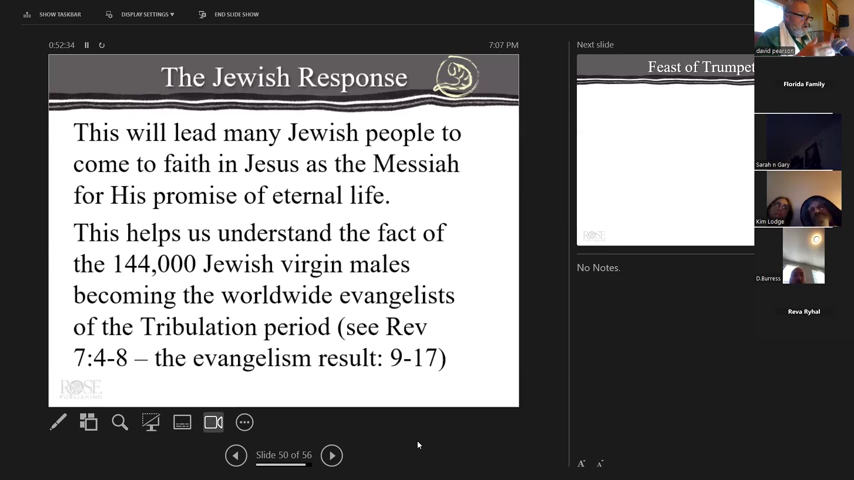 SHOW TASKBAR DISPLAY SETTINGS ▾ END SLIDE SHOW
0:52:34 7:07 PM
The Jewish Response
This will lead many Jewish people to
come to faith in Jesus as the Messiah
for His promise of eternal life.
This helps us understand the fact of
the 144,000 Jewish virgin males
becoming the worldwide evangelists
of the Tribulation period (see Rev
7:4-8 – the evangelism result: 9-17)
ROSE
PUBLISHING
Slide 50 of 56
Next slide
Feast of Trumpet
ROSE
No Notes.
A A
david pearson
Florida Family
Sarah n Gary
Kim Lodge
D.Burress
Reva Ryhal